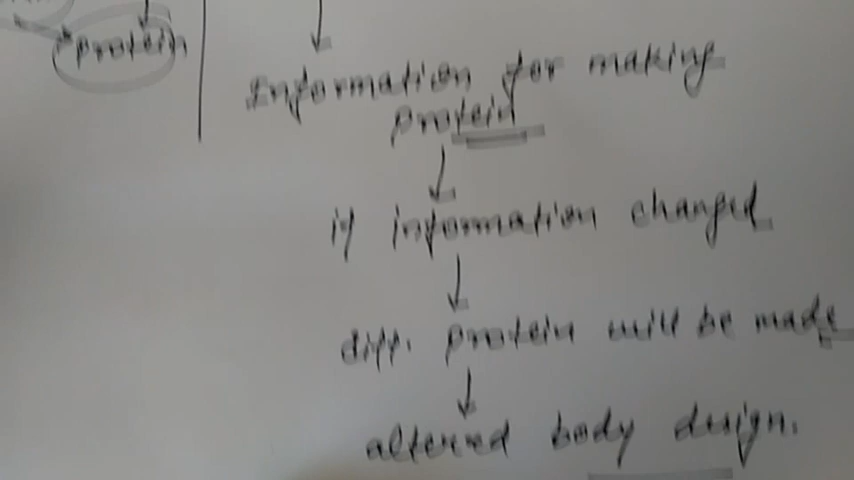 protein
Information for making
protein
if information changed
diff. protein will be made
altered body design.